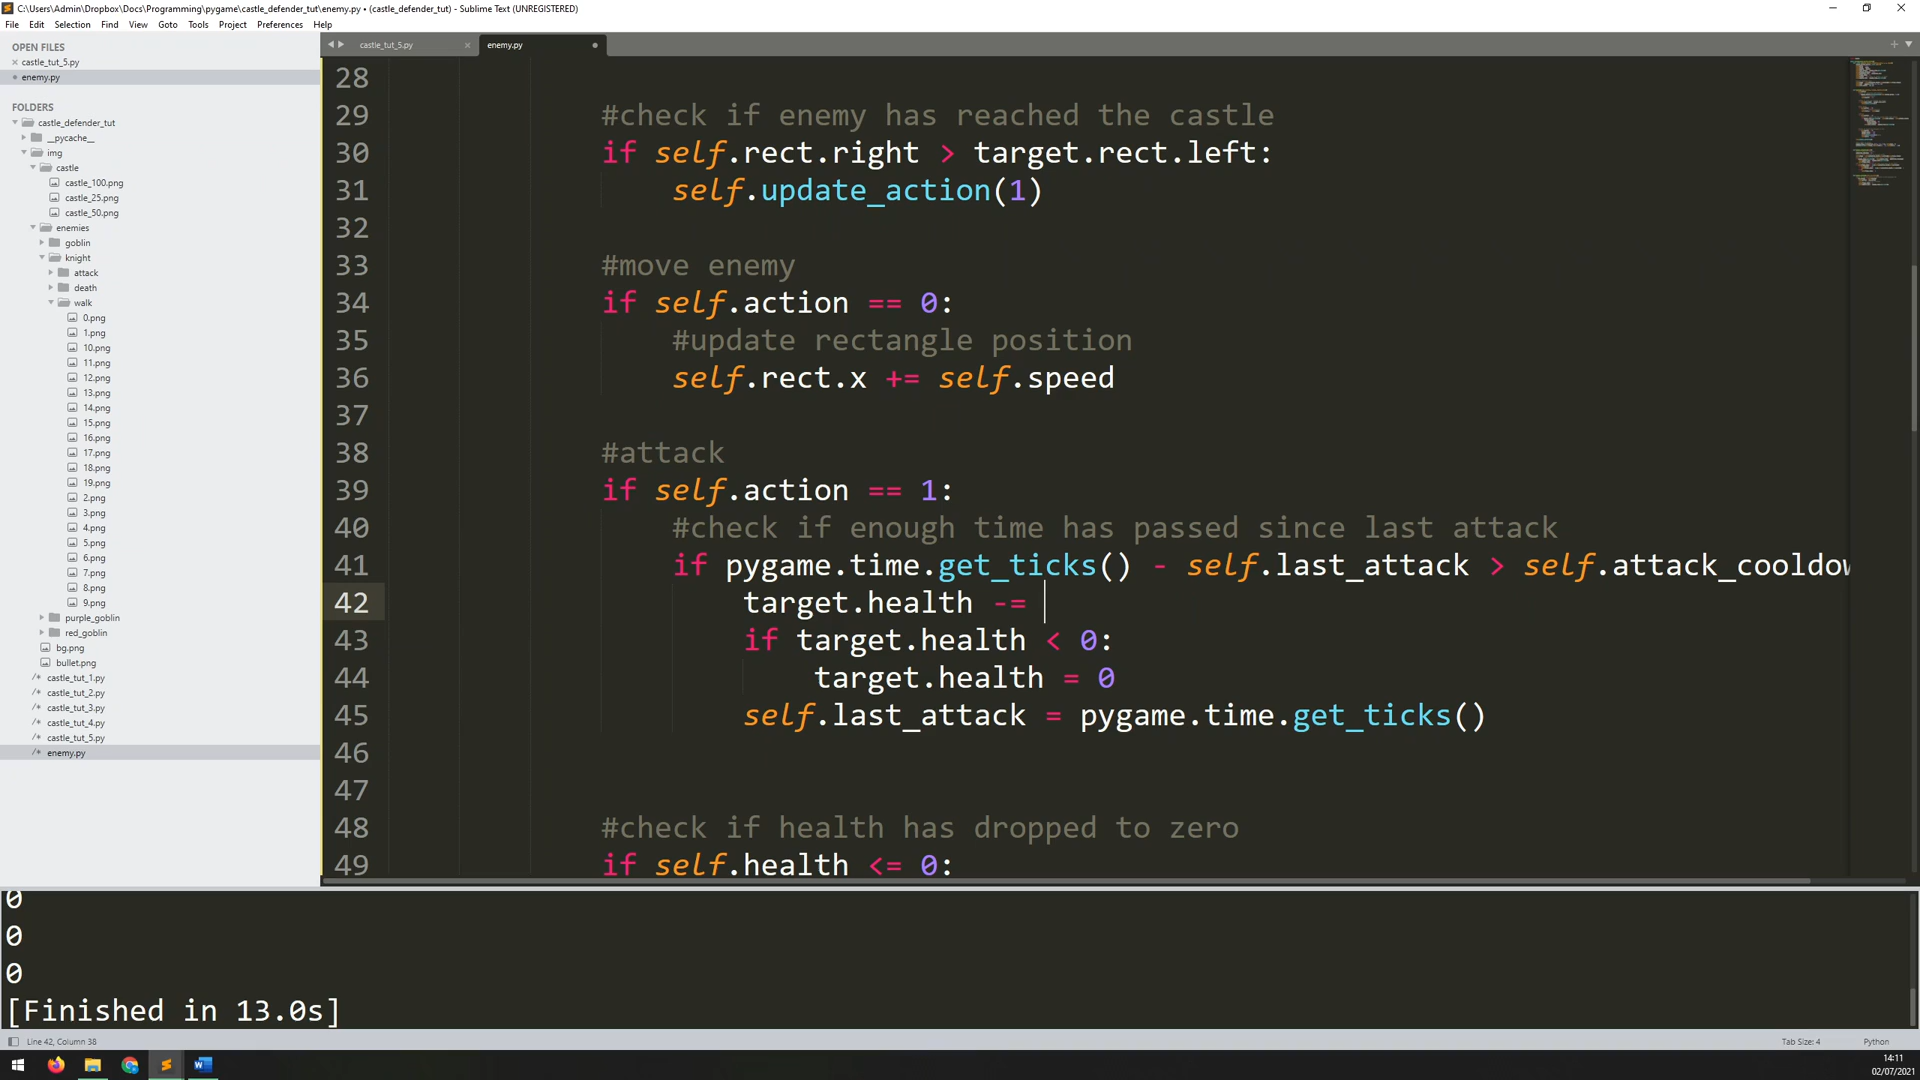 C:\Users\Admin\Dropbox\Docs\Programming\pygame\castle_defender_tut\enemy.py • (castle_defender_tut) - Sublime Text (UNREGISTERED)
File Edit Selection Find View Goto Tools Project Preferences Help
OPEN FILES
castle_tut_5.py
enemy.py
FOLDERS
castle_defender_tut
__pycache__
img
castle
castle_100.png
castle_25.png
castle_50.png
enemies
goblin
knight
attack
death
walk
0.png
1.png
10.png
11.png
12.png
13.png
14.png
15.png
16.png
17.png
18.png
19.png
2.png
3.png
4.png
5.png
6.png
7.png
8.png
9.png
purple_goblin
red_goblin
bg.png
bullet.png
castle_tut_1.py
castle_tut_2.py
castle_tut_3.py
castle_tut_4.py
castle_tut_5.py
enemy.py
castle_tut_5.py enemy.py
28
29 #check if enemy has reached the castle
30 if self.rect.right > target.rect.left:
31 self.update_action(1)
32
33 #move enemy
34 if self.action == 0:
35 #update rectangle position
36 self.rect.x += self.speed
37
38 #attack
39 if self.action == 1:
40 #check if enough time has passed since last attack
41 if pygame.time.get_ticks() - self.last_attack > self.attack_cooldow
42 target.health -=
43 if target.health < 0:
44 target.health = 0
45 self.last_attack = pygame.time.get_ticks()
46
47
48 #check if health has dropped to zero
49 if self.health <= 0:
0
0
0
[Finished in 13.0s]
Line 42, Column 38 Tab Size: 4 Python
14:11
02/07/2021